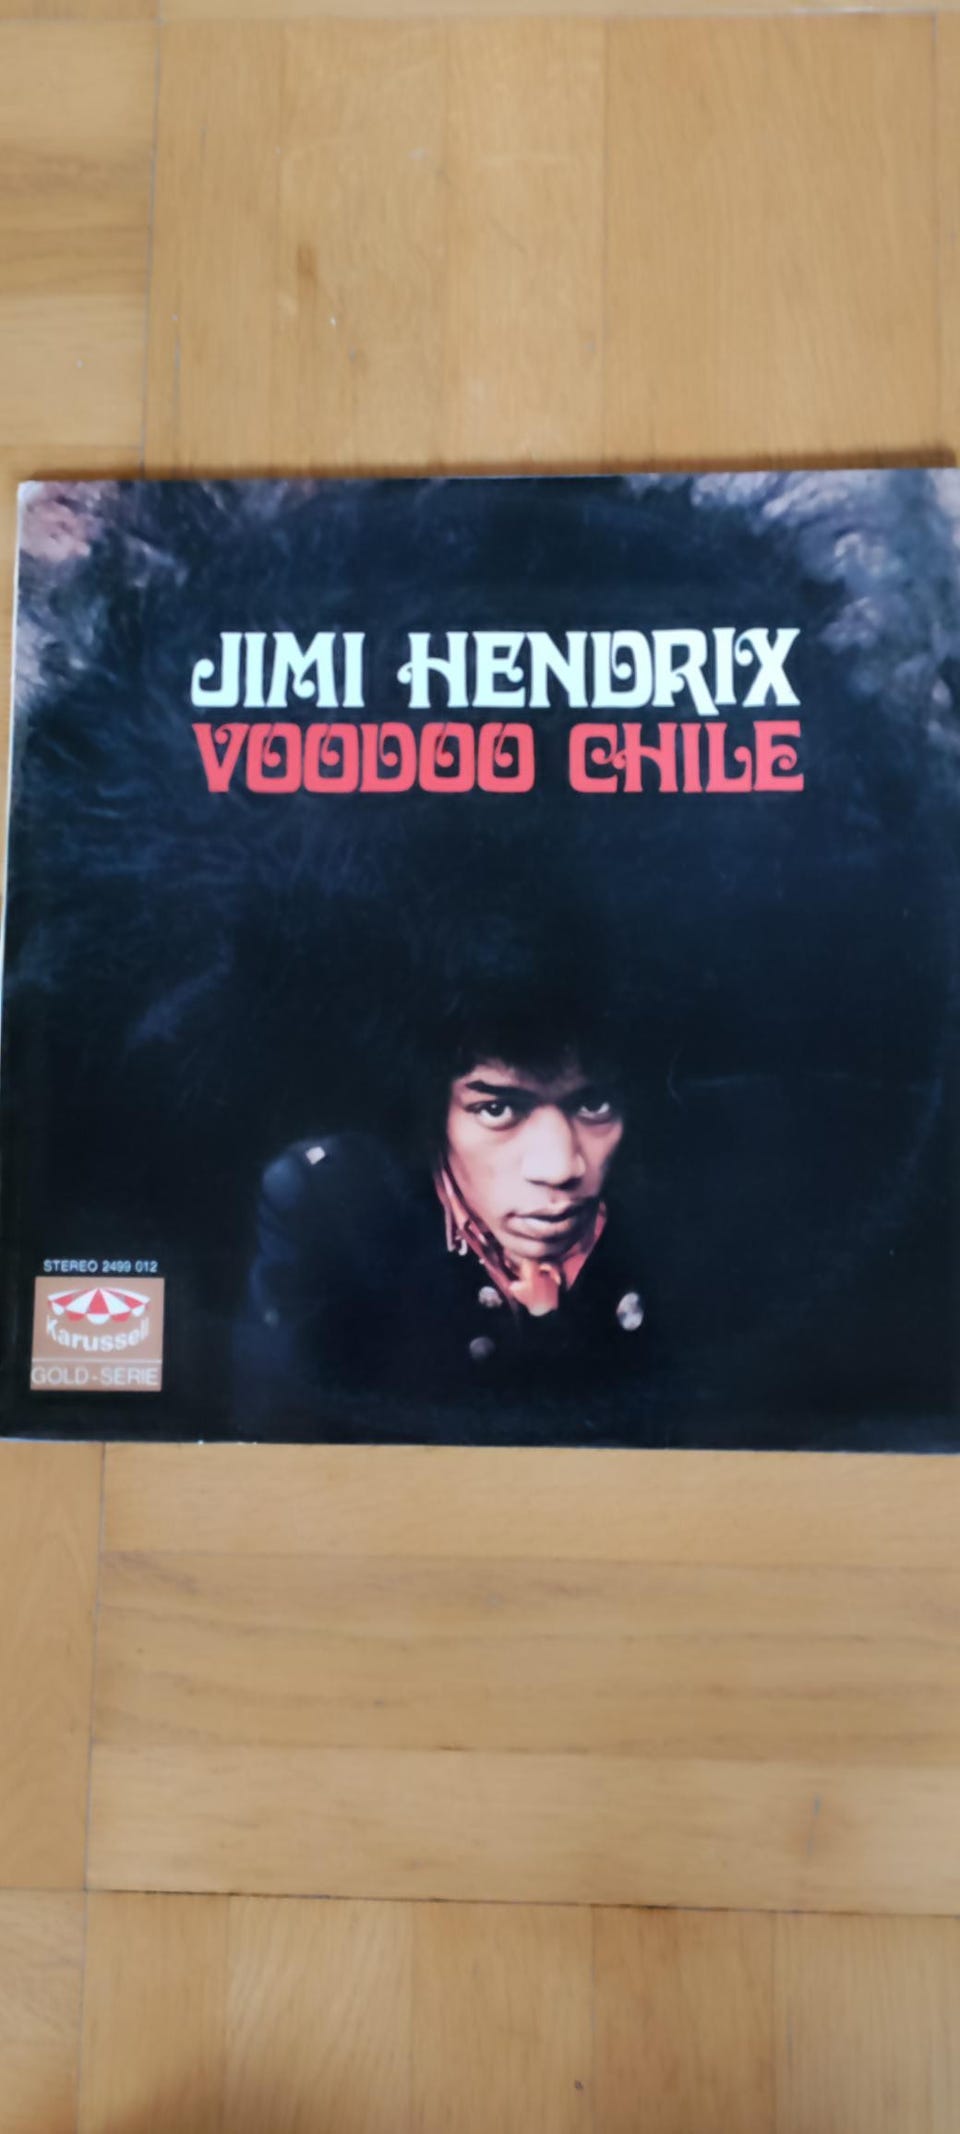 JIMI HENDRIX
VOODOO CHILE
STEREO 2499 012
Karussell
GOLD-SERIE